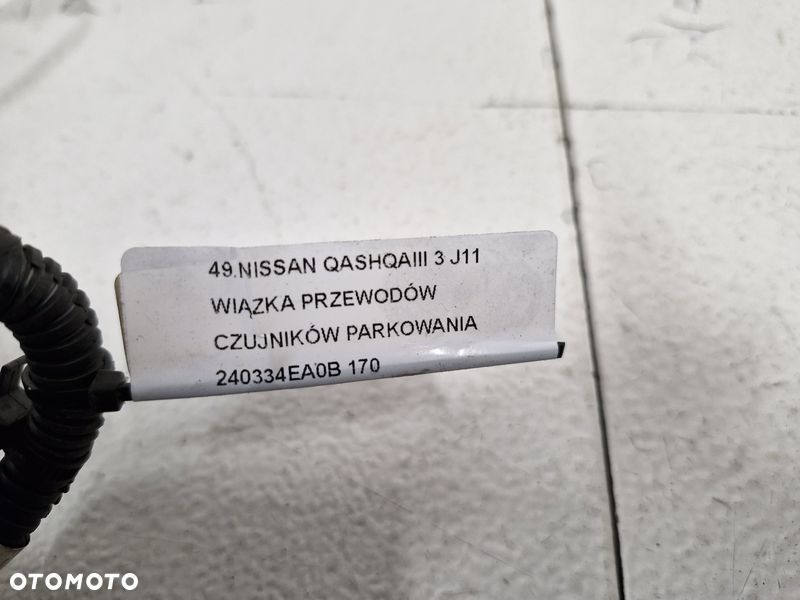 49.NISSAN QASHQAIII 3 J11
WIĄZKA PRZEWODÓW
CZUJNIKÓW PARKOWANIA
240334EA0B 170
OTOMOTO